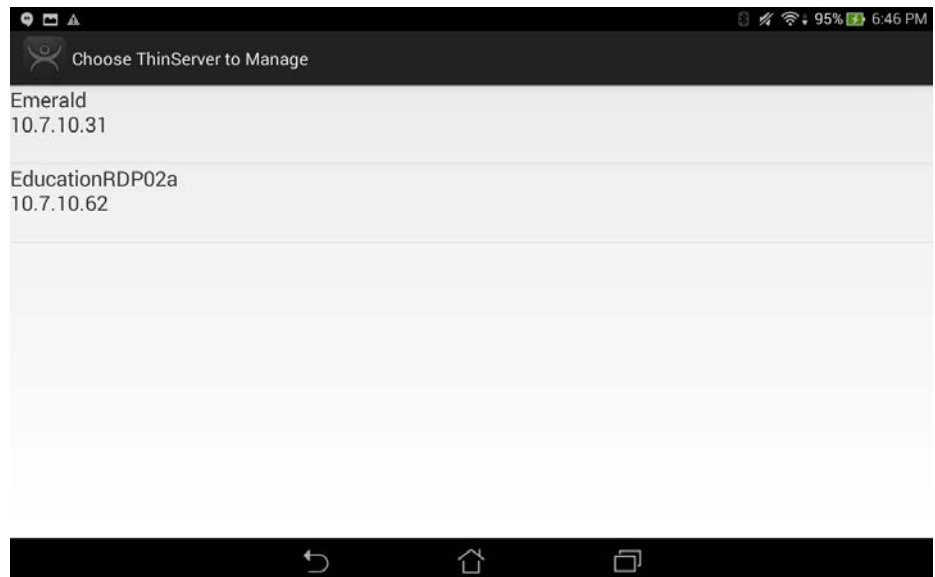 95% 6:46 PM
Choose ThinServer to Manage
Emerald
10.7.10.31
EducationRDP02a
10.7.10.62